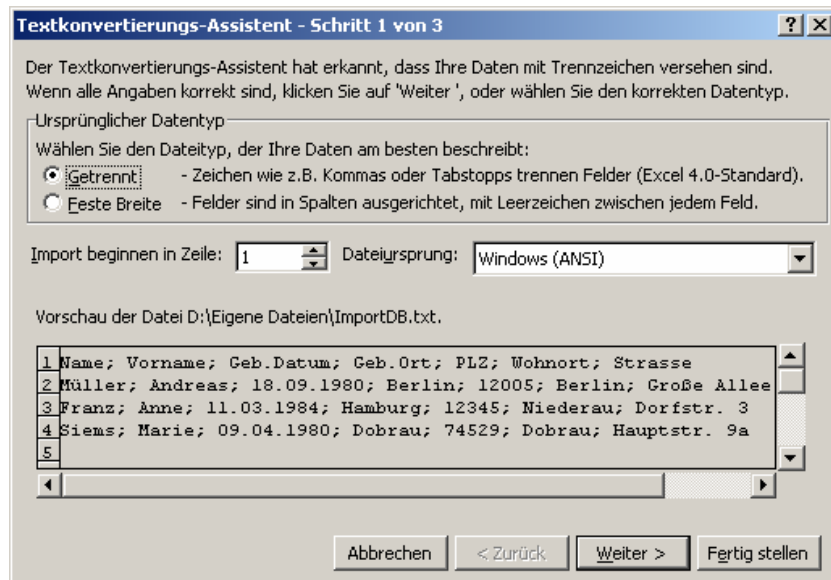 Textkonvertierungs-Assistent - Schritt 1 von 3
Der Textkonvertierungs-Assistent hat erkannt, dass Ihre Daten mit Trennzeichen versehen sind.
Wenn alle Angaben korrekt sind, klicken Sie auf 'Weiter ', oder wählen Sie den korrekten Datentyp.
Ursprünglicher Datentyp
Wählen Sie den Dateityp, der Ihre Daten am besten beschreibt:
Getrennt - Zeichen wie z.B. Kommas oder Tabstopps trennen Felder (Excel 4.0-Standard).
Feste Breite - Felder sind in Spalten ausgerichtet, mit Leerzeichen zwischen jedem Feld.
Import beginnen in Zeile: 1 Dateiursprung: Windows (ANSI)
Vorschau der Datei D:\Eigene Dateien\ImportDB.txt.
1 Name; Vorname; Geb.Datum; Geb.Ort; PLZ; Wohnort; Strasse
2 Müller; Andreas; 18.09.1980; Berlin; 12005; Berlin; Große Allee
3 Franz; Anne; 11.03.1984; Hamburg; 12345; Niederau; Dorfstr. 3
4 Siems; Marie; 09.04.1980; Dobrau; 74529; Dobrau; Hauptstr. 9a
5
Abbrechen < Zurück Weiter > Fertig stellen